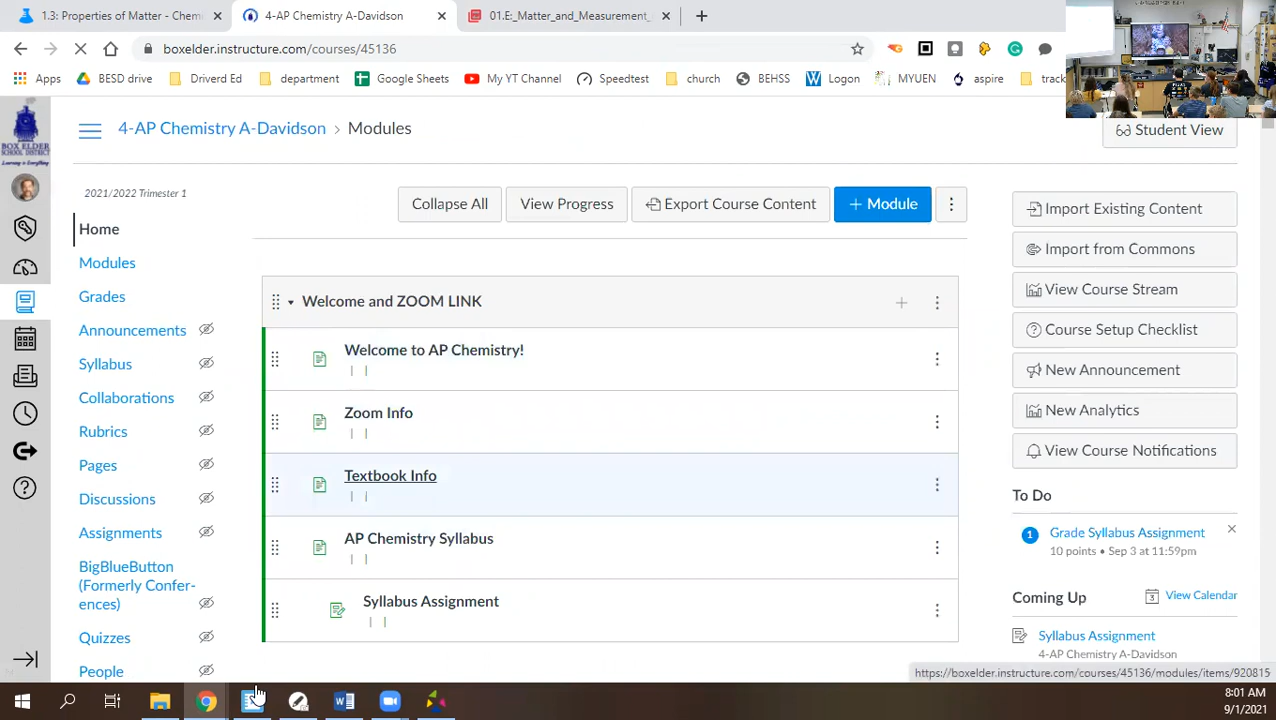 1.3: Properties of Matter - Chem
4-AP Chemistry A-Davidson
01.E:_Matter_and_Measurement_
boxelder.instructure.com/courses/45136
Apps
BESD drive
Driverd Ed
department
Google Sheets
My YT Channel
Speedtest
church
BEHSS
Logon
MYUEN
aspire
track
BOX ELDER
SCHOOL DISTRICT
4-AP Chemistry A-Davidson > Modules
Student View
2021/2022 Trimester 1
Collapse All
View Progress
Export Course Content
+ Module
Home
Modules
Grades
Announcements
Syllabus
Collaborations
Rubrics
Pages
Discussions
Assignments
BigBlueButton
(Formerly Confer-
ences)
Quizzes
People
Welcome and ZOOM LINK
Welcome to AP Chemistry!
Zoom Info
Textbook Info
AP Chemistry Syllabus
Syllabus Assignment
Import Existing Content
Import from Commons
View Course Stream
Course Setup Checklist
New Announcement
New Analytics
View Course Notifications
To Do
1
Grade Syllabus Assignment
10 points • Sep 3 at 11:59pm
Coming Up
3
View Calendar
Syllabus Assignment
4-AP Chemistry A-Davidson
https://boxelder.instructure.com/courses/45136/modules/items/920815
8:01 AM
9/1/2021